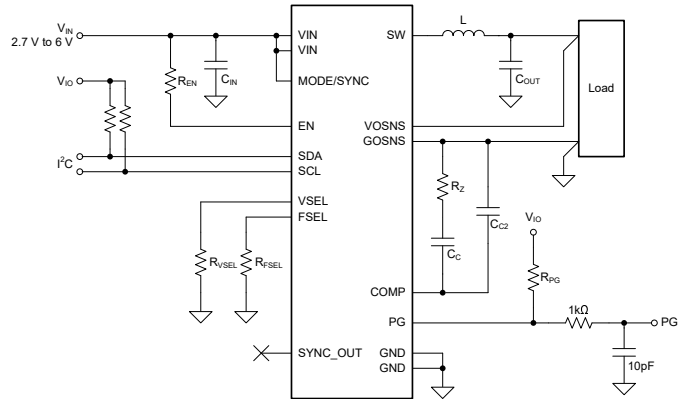 VIN
2.7 V to 6 V
VIO
I2C
REN
CIN
RVSEL
RFSEL
VIN
VIN
MODE/SYNC
EN
SDA
SCL
VSEL
FSEL
SYNC_OUT
SW
VOSNS
GOSNS
COMP
PG
GND
GND
L
COUT
Load
RZ
CC
CC2
VIO
RPG
1kΩ
PG
10pF